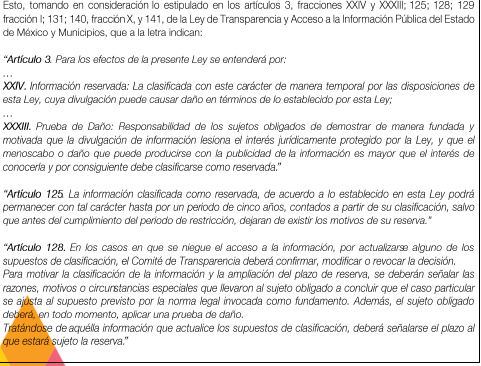 Esto, tomando en consideración lo estipulado en los artículos 3, fracciones XXIV y XXXIII; 125; 128; 129
fracción I; 131; 140, fracción X, y 141, de la Ley de Transparencia y Acceso a la Información Pública del Estado
de México y Municipios, que a la letra indican:
“Artículo 3. Para los efectos de la presente Ley se entenderá por:
…
XXIV. Información reservada: La clasificada con este carácter de manera temporal por las disposiciones de
esta Ley, cuya divulgación puede causar daño en términos de lo establecido por esta Ley;
…
XXXIII. Prueba de Daño: Responsabilidad de los sujetos obligados de demostrar de manera fundada y
motivada que la divulgación de información lesiona el interés jurídicamente protegido por la Ley, y que el
menoscabo o daño que puede producirse con la publicidad de la información es mayor que el interés de
conocerla y por consiguiente debe clasificarse como reservada.”
“Artículo 125. La información clasificada como reservada, de acuerdo a lo establecido en esta Ley podrá
permanecer con tal carácter hasta por un periodo de cinco años, contados a partir de su clasificación, salvo
que antes del cumplimiento del periodo de restricción, dejaran de existir los motivos de su reserva."
“Artículo 128. En los casos en que se niegue el acceso a la información, por actualizarse alguno de los
supuestos de clasificación, el Comité de Transparencia deberá confirmar, modificar o revocar la decisión.
Para motivar la clasificación de la información y la ampliación del plazo de reserva, se deberán señalar las
razones, motivos o circunstancias especiales que llevaron al sujeto obligado a concluir que el caso particular
se ajusta al supuesto previsto por la norma legal invocada como fundamento. Además, el sujeto obligado
deberá, en todo momento, aplicar una prueba de daño.
Tratándose de aquélla información que actualice los supuestos de clasificación, deberá señalarse el plazo al
que estará sujeto la reserva.”